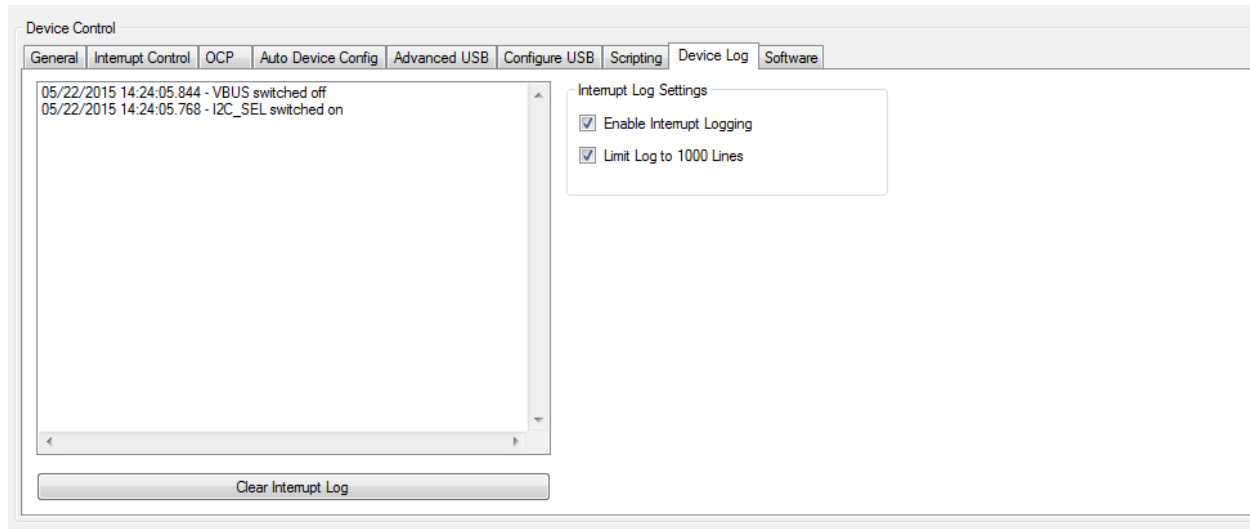 Device Control
General Interrupt Control OCP Auto Device Config Advanced USB Configure USB Scripting Device Log Software
05/22/2015 14:24:05.844 - VBUS switched off
05/22/2015 14:24:05.768 - I2C_SEL switched on
Interrupt Log Settings
Enable Interrupt Logging
Limit Log to 1000 Lines
Clear Interrupt Log